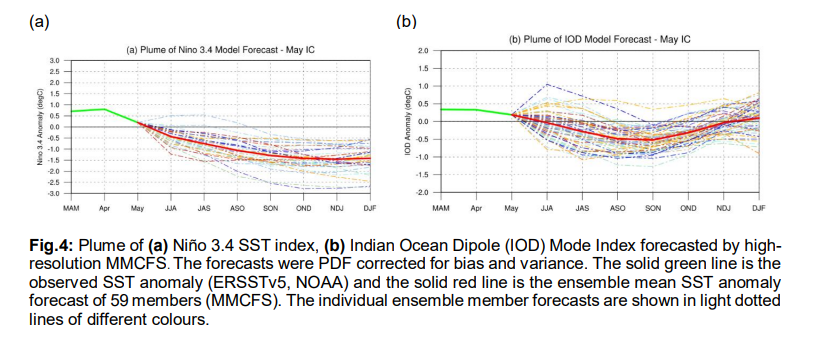 (a)
(b)
(a) Plume of Nino 3.4 Model Forecast - May IC
Nino 3.4 Anomaly (degC)
3.0
2.5
2.0
1.5
1.0
0.5
0.0
-0.5
-1.0
-1.5
-2.0
-2.5
-3.0
MAM Apr May JJA JAS ASO SON OND NDJ DJF
(b) Plume of IOD Model Forecast - May IC
IOD Anomaly (degC)
2.0
1.5
1.0
0.5
0.0
-0.5
-1.0
-1.5
-2.0
MAM Apr May JJA JAS ASO SON OND NDJ DJF
Fig.4: Plume of (a) Niño 3.4 SST index, (b) Indian Ocean Dipole (IOD) Mode Index forecasted by high-
resolution MMCFS. The forecasts were PDF corrected for bias and variance. The solid green line is the
observed SST anomaly (ERSSTv5, NOAA) and the solid red line is the ensemble mean SST anomaly
forecast of 59 members (MMCFS). The individual ensemble member forecasts are shown in light dotted
lines of different colours.